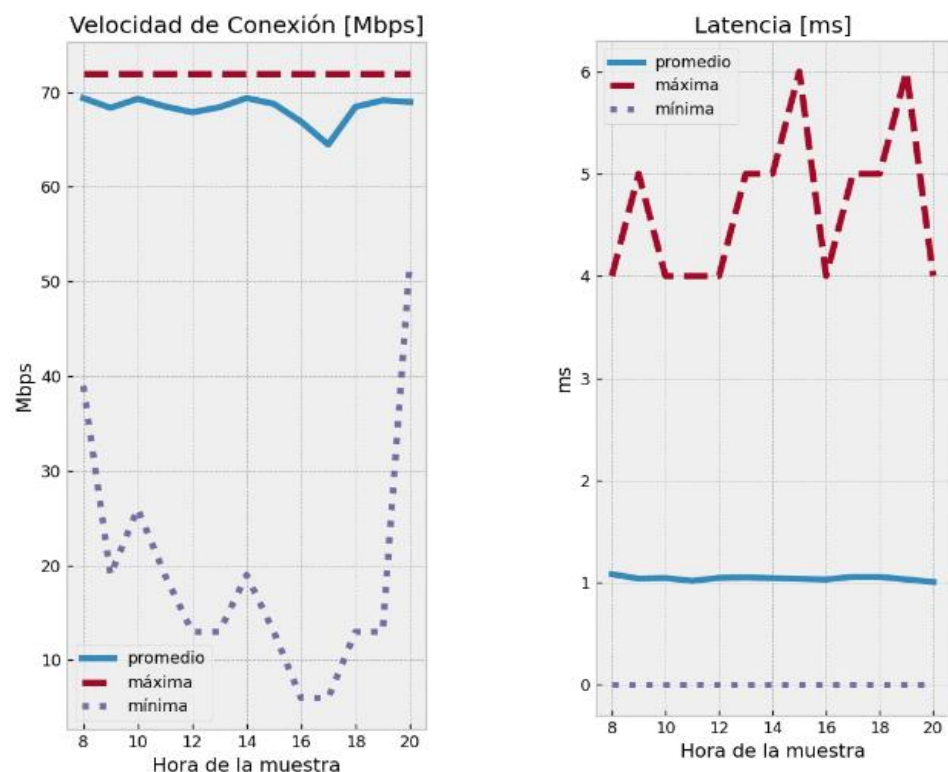 Velocidad de Conexión [Mbps]
70
60
50
40
30
20
10
Mbps
promedio
máxima
mínima
8 10 12 14 16 18 20
Hora de la muestra
Latencia [ms]
promedio
máxima
mínima
6
5
4
3
2
1
0
ms
8 10 12 14 16 18 20
Hora de la muestra